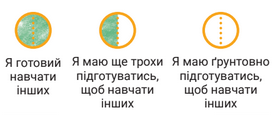 Я готовий
навчати
інших
Я маю ще трохи
підготуватись,
щоб навчати
інших
Я маю ґрунтовно
підготуватись,
щоб навчати
інших